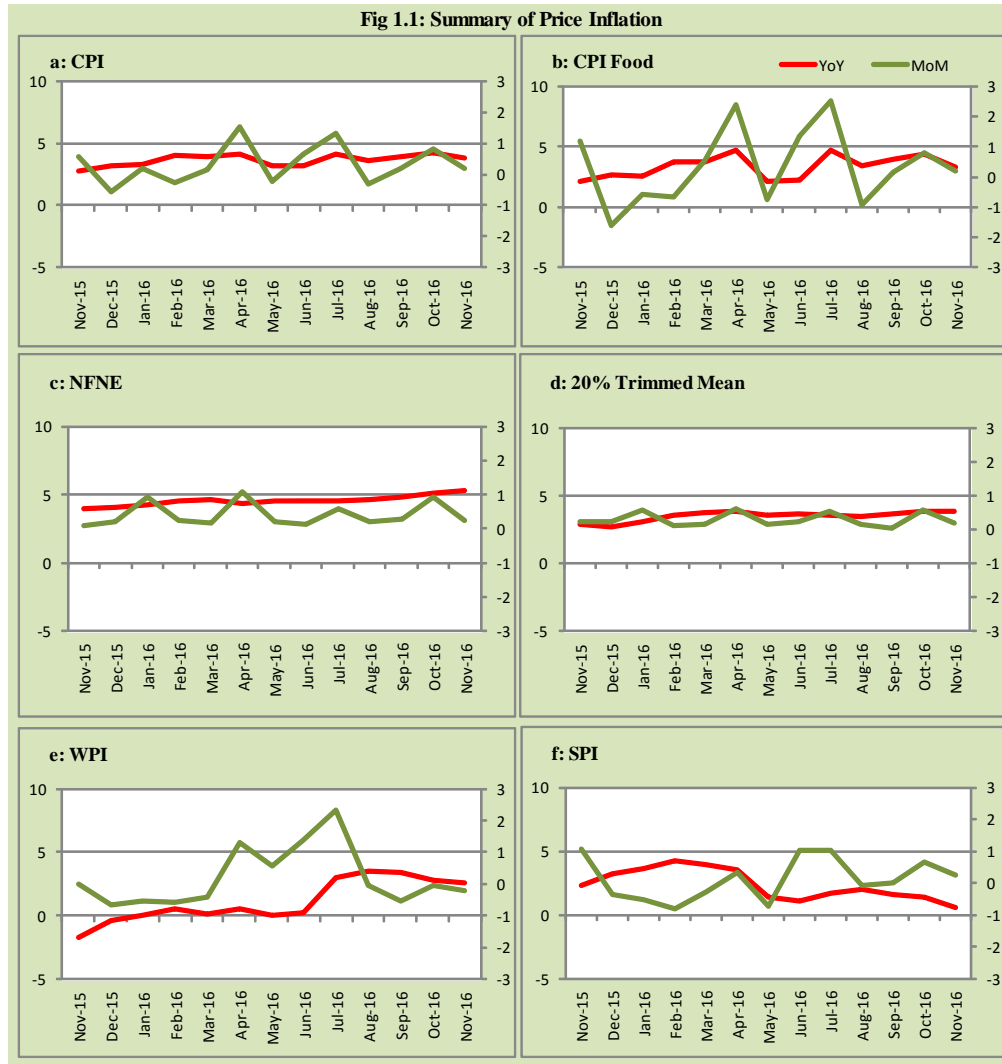 Fig 1.1: Summary of Price Inflation
a: CPI
10
5
0
-5
3
2
1
0
-1
-2
-3
Nov-15
Dec-15
Jan-16
Feb-16
Mar-16
Apr-16
May-16
Jun-16
Jul-16
Aug-16
Sep-16
Oct-16
Nov-16
b: CPI Food
YoY
MoM
10
5
0
-5
3
2
1
0
-1
-2
-3
Nov-15
Dec-15
Jan-16
Feb-16
Mar-16
Apr-16
May-16
Jun-16
Jul-16
Aug-16
Sep-16
Oct-16
Nov-16
c: NFNE
10
5
0
-5
3
2
1
0
-1
-2
-3
Nov-15
Dec-15
Jan-16
Feb-16
Mar-16
Apr-16
May-16
Jun-16
Jul-16
Aug-16
Sep-16
Oct-16
Nov-16
d: 20% Trimmed Mean
10
5
0
-5
3
2
1
0
-1
-2
-3
Nov-15
Dec-15
Jan-16
Feb-16
Mar-16
Apr-16
May-16
Jun-16
Jul-16
Aug-16
Sep-16
Oct-16
Nov-16
e: WPI
10
5
0
-5
3
2
1
0
-1
-2
-3
Nov-15
Dec-15
Jan-16
Feb-16
Mar-16
Apr-16
May-16
Jun-16
Jul-16
Aug-16
Sep-16
Oct-16
Nov-16
f: SPI
10
5
0
-5
3
2
1
0
-1
-2
-3
Nov-15
Dec-15
Jan-16
Feb-16
Mar-16
Apr-16
May-16
Jun-16
Jul-16
Aug-16
Sep-16
Oct-16
Nov-16